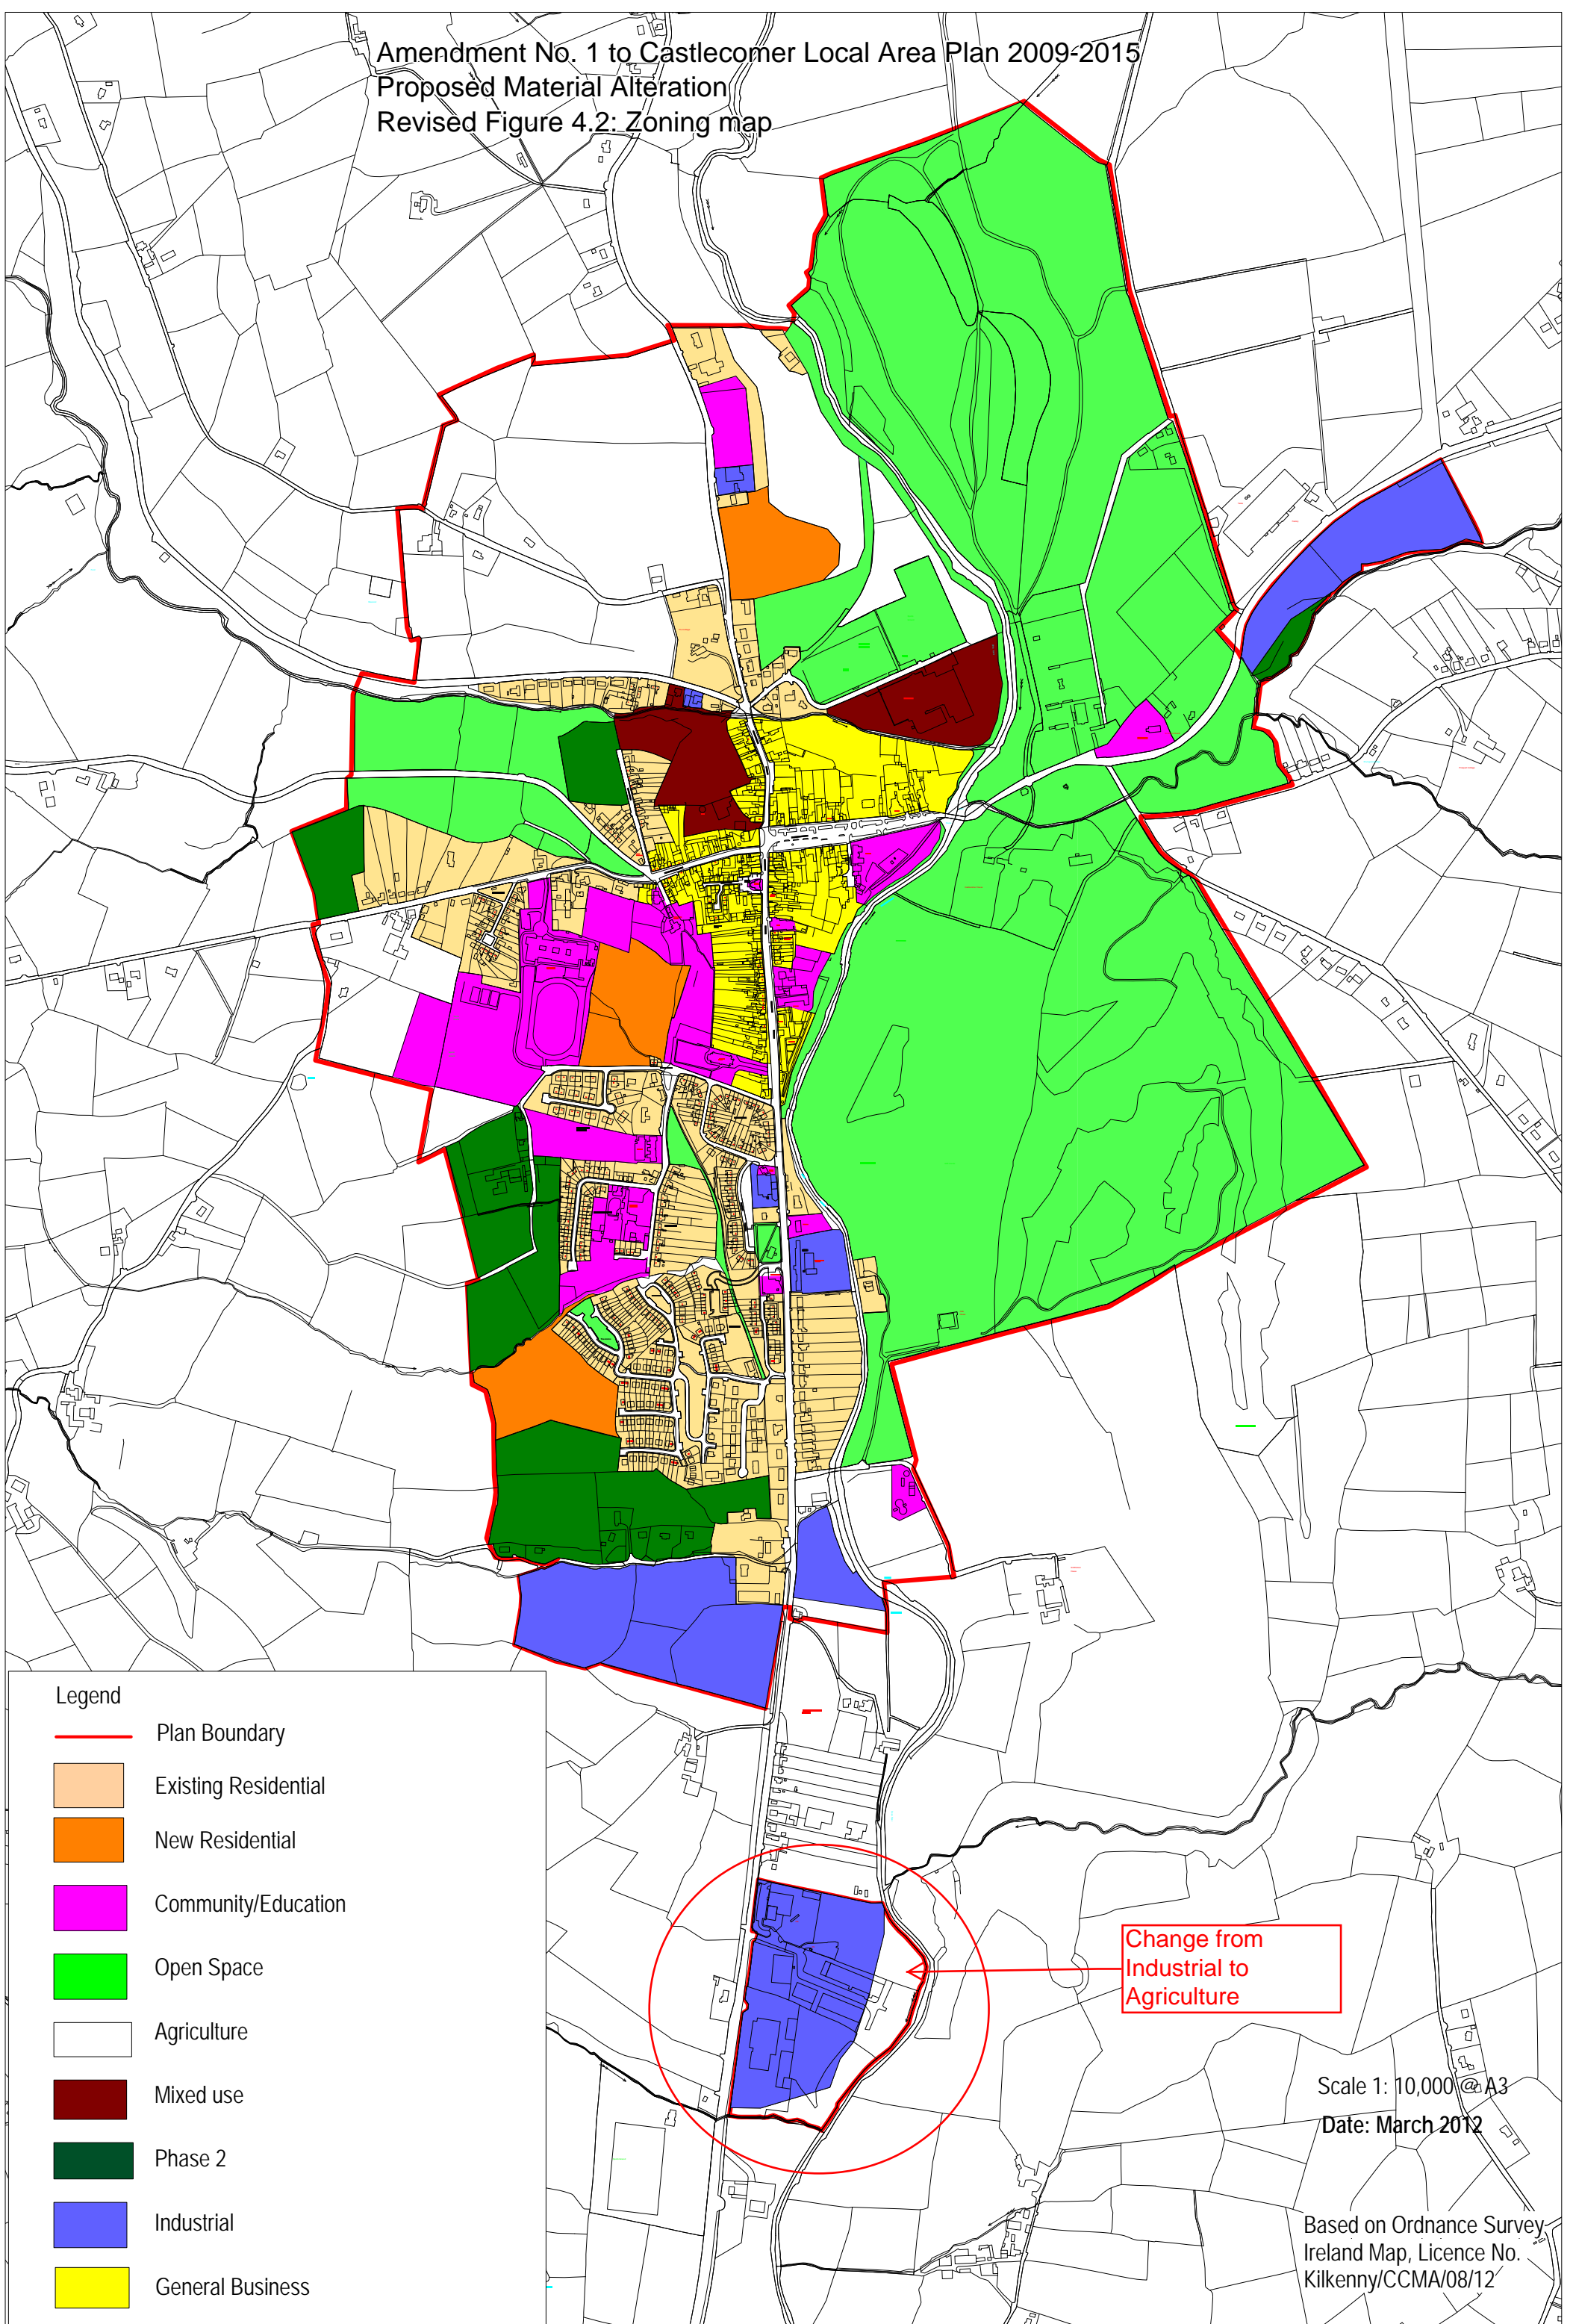 Amendment No. 1 to Castlecomer Local Area Plan 2009-2015
Proposed Material Alteration
Revised Figure 4.2: Zoning map
Legend
Plan Boundary
Existing Residential
New Residential
Community/Education
Open Space
Agriculture
Mixed use
Phase 2
Industrial
General Business
Change from
Industrial to
Agriculture
Scale 1: 10,000 @ A3
Date: March 2012
Based on Ordnance Survey
Ireland Map, Licence No.
Kilkenny/CCMA/08/12